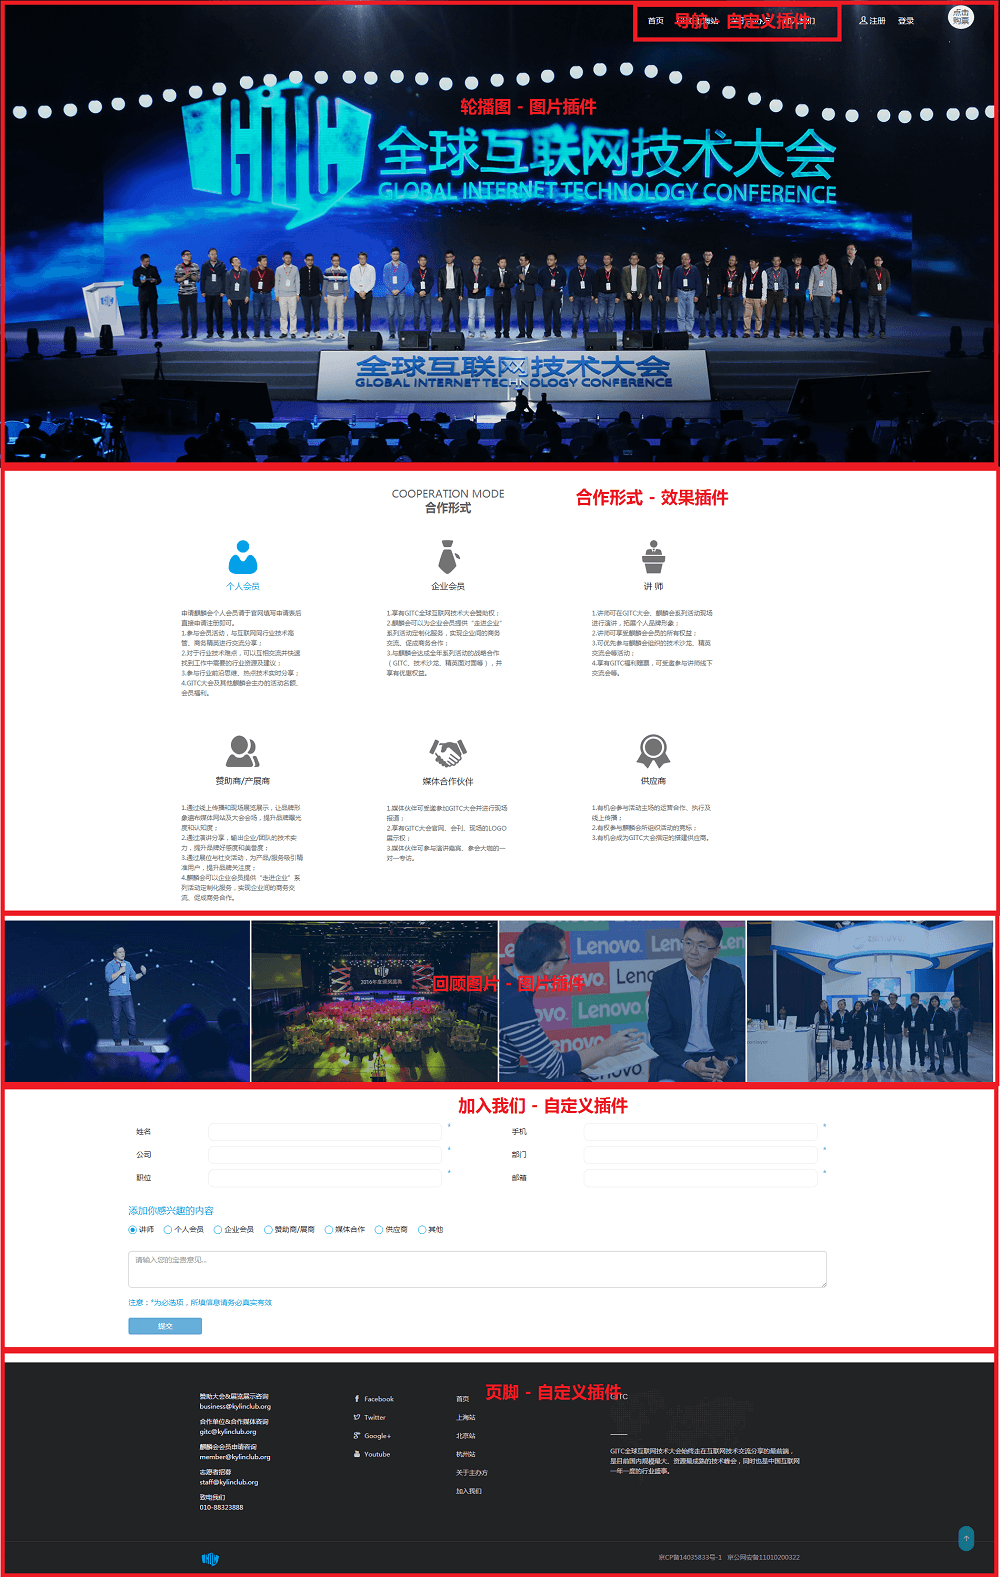 首页
上海站
导航 - 自定义插件
注册
登录
点击
购票
轮播图 - 图片插件
GITC
全球互联网技术大会
GLOBAL INTERNET TECHNOLOGY CONFERENCE
全球互联网技术大会
GLOBAL INTERNET TECHNOLOGY CONFERENCE
COOPERATION MODE
合作形式
合作形式 - 效果插件
个人会员
申请麒麟会个人会员请于官网填写申请表后
直接申请注册即可。
1.参与会员活动，与互联网同行业技术高
管、商务精英进行交流分享；
2.对于行业技术难点，可以互相交流并快速
找到工作中需要的行业资源及建议；
3.参与行业前沿思维、热点技术实时分享；
4.GITC大会及其他麒麟会主办的活动名额、
会员福利。
企业会员
1.享有GITC全球互联网技术大会赞助权；
2.麒麟会可以为企业会员提供“走进企业”
系列活动定制化服务，实现企业间的商务
交流、促成商务合作；
3.与麒麟会达成全年系列活动的战略合作
（GITC、技术沙龙、精英面对面等），并
享有优惠权益。
讲 师
1.讲师可在GITC大会、麒麟会系列活动现场
进行演讲，拓展个人品牌形象；
2.讲师可享受麒麟会会员的所有权益；
3.可优先参与麒麟会组织的技术沙龙、精英
交流会等活动；
4.享有GITC福利赠票，可受邀参与讲师线下
交流会等。
赞助商/产展商
1.通过线上传播和现场展览展示，让品牌形
象遍布媒体网站及大会会场，提升品牌曝光
度和认知度；
2.通过演讲分享，输出企业/团队的技术实
力，提升品牌好感度和美誉度；
3.通过展位与社交活动，为产品/服务吸引精
准用户，提升品牌关注度；
4.麒麟会可以企业会员提供“走进企业”系
列活动定制化服务，实现企业间的商务交
流、促成商务合作。
媒体合作伙伴
1.媒体伙伴可受邀参加GITC大会并进行现场
报道；
2.享有GITC大会官网、会刊、现场的LOGO
展示权；
3.媒体伙伴可参与演讲嘉宾、参会大咖的一
对一专访。
供应商
1.有机会参与活动主场的运营合作、执行及
线上传播；
2.有权参与麒麟会所组织活动的竞标；
3.有机会成为GITC大会指定的搭建供应商。
回顾图片 - 图片插件
Lenovo.
Lenovo.
Lenovo
Lenovo.
加入我们 - 自定义插件
姓名 *
手机 *
公司 *
部门 *
职位 *
邮箱 *
添加你感兴趣的内容
讲师 个人会员 企业会员 赞助商/展商 媒体合作 供应商 其他
请输入您的宝贵意见...
注意：*为必选项，所填信息请务必真实有效
提交
页脚 - 自定义插件
赞助大会&展览展示咨询
business@kylinclub.org
合作单位&合作媒体咨询
gitc@kylinclub.org
麒麟会会员申请咨询
member@kylinclub.org
志愿者招募
staff@kylinclub.org
致电我们
010-88323888
Facebook
Twitter
Google+
Youtube
首页
上海站
北京站
杭州站
关于主办方
加入我们
GITC
GITC全球互联网技术大会始终走在互联网技术交流分享的最前端，
是目前国内规模最大、资源最成熟的技术峰会，同时也是中国互联网
一年一度的行业盛事。
京CP备14035833号-1 京公网安备11010200322